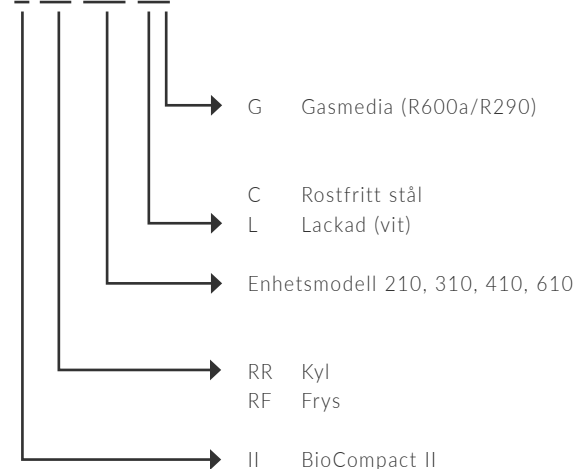 G Gasmedia (R600a/R290)
C Rostfritt stål
L Lackad (vit)
Enhetsmodell 210, 310, 410, 610
RR Kyl
RF Frys
II BioCompact II